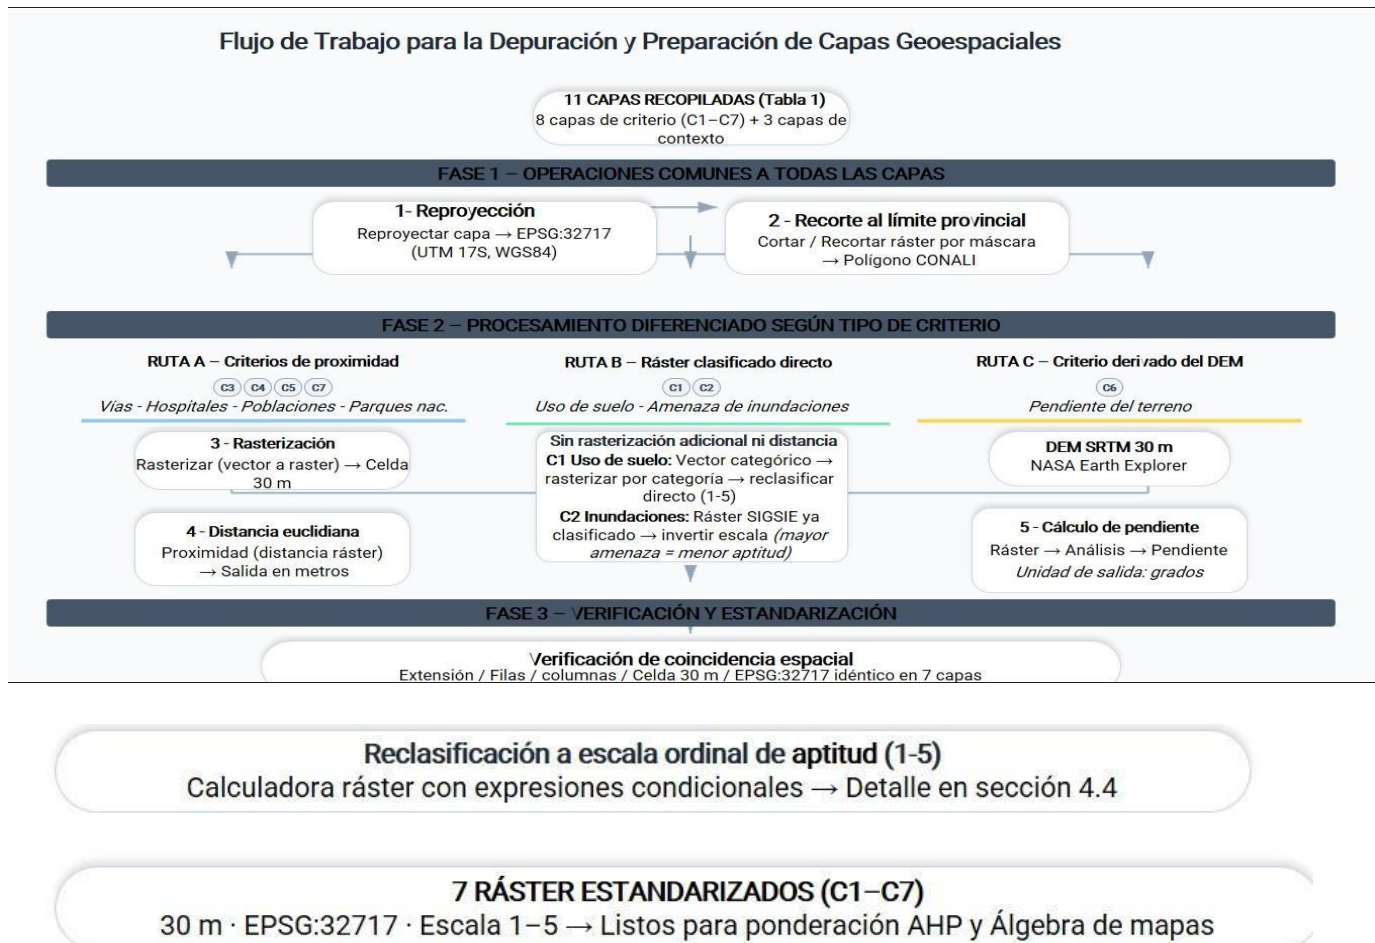 Flujo de Trabajo para la Depuración y Preparación de Capas Geoespaciales
11 CAPAS RECOPILADAS (Tabla 1)
8 capas de criterio (C1–C7) + 3 capas de
contexto
FASE 1 – OPERACIONES COMUNES A TODAS LAS CAPAS
1- Reproyección
Reproyectar capa → EPSG:32717
(UTM 17S, WGS84)
2 - Recorte al límite provincial
Cortar / Recortar ráster por máscara
→ Polígono CONALI
FASE 2 – PROCESAMIENTO DIFERENCIADO SEGÚN TIPO DE CRITERIO
RUTA A – Criterios de proximidad
C3 C4 C5 C7
Vías - Hospitales - Poblaciones - Parques nac.
3 - Rasterización
Rasterizar (vector a raster) → Celda
30 m
4 - Distancia euclidiana
Proximidad (distancia ráster)
→ Salida en metros
RUTA B – Ráster clasificado directo
C1 C2
Uso de suelo - Amenaza de inundaciones
Sin rasterización adicional ni distancia
C1 Uso de suelo: Vector categórico →
rasterizar por categoría → reclasificar
directo (1-5)
C2 Inundaciones: Ráster SIGSIE ya
clasificado → invertir escala (mayor
amenaza = menor aptitud)
RUTA C – Criterio derivado del DEM
C6
Pendiente del terreno
DEM SRTM 30 m
NASA Earth Explorer
5 - Cálculo de pendiente
Ráster → Análisis → Pendiente
Unidad de salida: grados
FASE 3 – VERIFICACIÓN Y ESTANDARIZACIÓN
Verificación de coincidencia espacial
Extensión / Filas / columnas / Celda 30 m / EPSG:32717 idéntico en 7 capas
Reclasificación a escala ordinal de aptitud (1-5)
Calculadora ráster con expresiones condicionales → Detalle en sección 4.4
7 RÁSTER ESTANDARIZADOS (C1–C7)
30 m · EPSG:32717 · Escala 1–5 → Listos para ponderación AHP y Álgebra de mapas